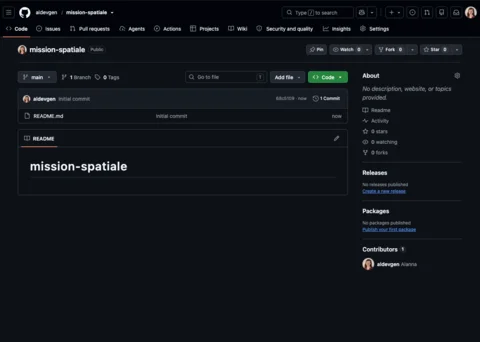 aldevgen / mission-spatiale
Type / to search
Code Issues Pull requests Agents Actions Projects Wiki Security and quality Insights Settings
mission-spatiale Public
Pin Watch 0 Fork 0 Star 0
main 1 Branch 0 Tags Go to file t Add file Code
aldevgen Initial commit now 1 Commit
README.md Initial commit now
README
mission-spatiale
About
No description, website, or topics
provided.
Readme
Activity
0 stars
0 watching
0 forks
Releases
No releases published
Create a new release
Packages
No packages published
Publish your first package
Contributors 1
aldevgen Alanna